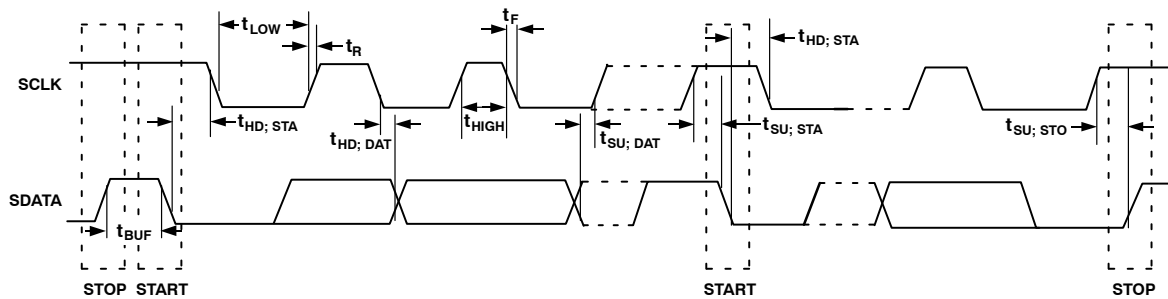 tLOW
tR
tF
tHD; STA
SCLK
tHD; STA
tHD; DAT
tHIGH
tSU; DAT
tSU; STA
tSU; STO
SDATA
tBUF
STOP START
START
STOP